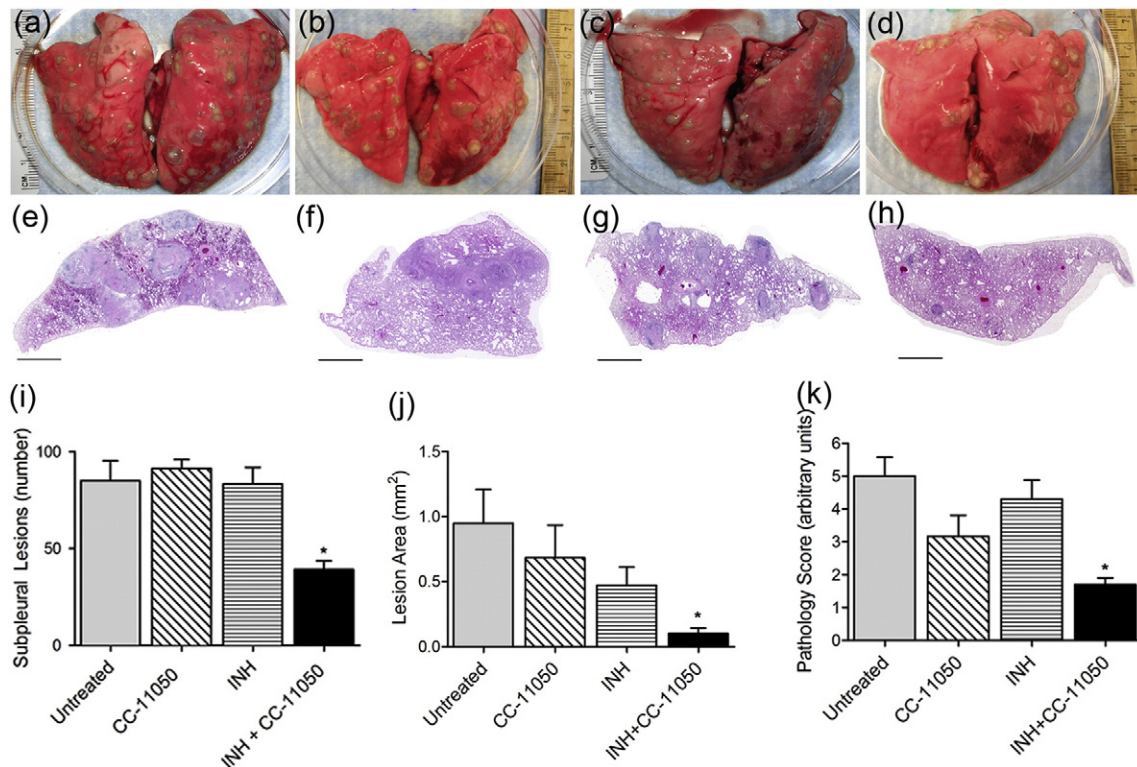 (a) (b) (c) (d)
(e) (f) (g) (h)
(i)
Subpleural Lesions (number)
100
50
0
Untreated
CC-11050
INH
INH + CC-11050
(j)
Lesion Area (mm²)
1.5
1.0
0.5
0.0
*
Untreated
CC-11050
INH
INH+CC-11050
(k)
Pathology Score (arbitrary units)
6
5
4
3
2
1
0
*
Untreated
CC-11050
INH
INH+CC-11050